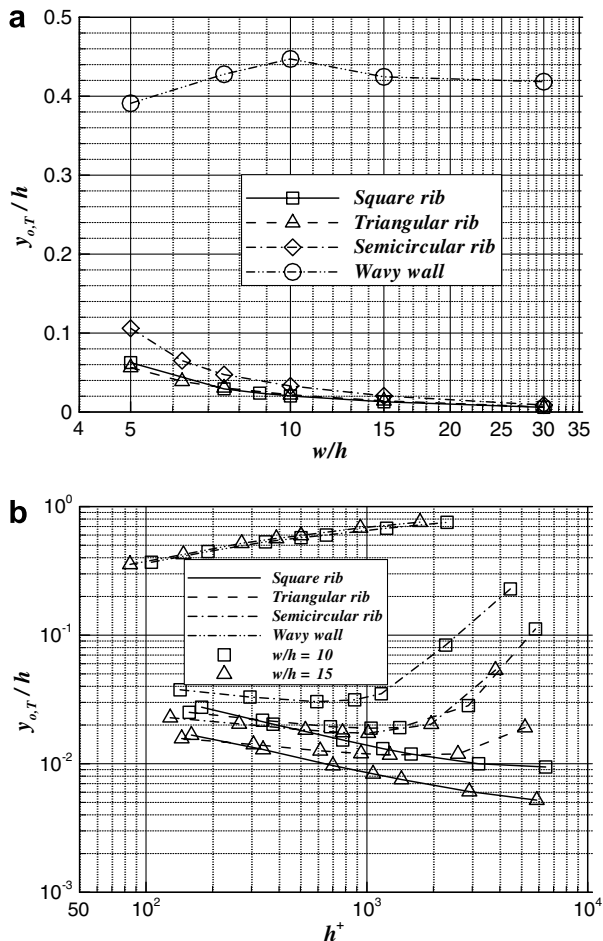 a
0.5
0.4
0.3
0.2
0.1
0
y_{o,T}/h
Square rib
Triangular rib
Semicircular rib
Wavy wall
4 5 10 15 20 25 30 35
w/h
b
10^0
10^{-1}
10^{-2}
10^{-3}
y_{o,T}/h
Square rib
Triangular rib
Semicircular rib
Wavy wall
w/h = 10
w/h = 15
50 10^2 10^3 10^4
h^+